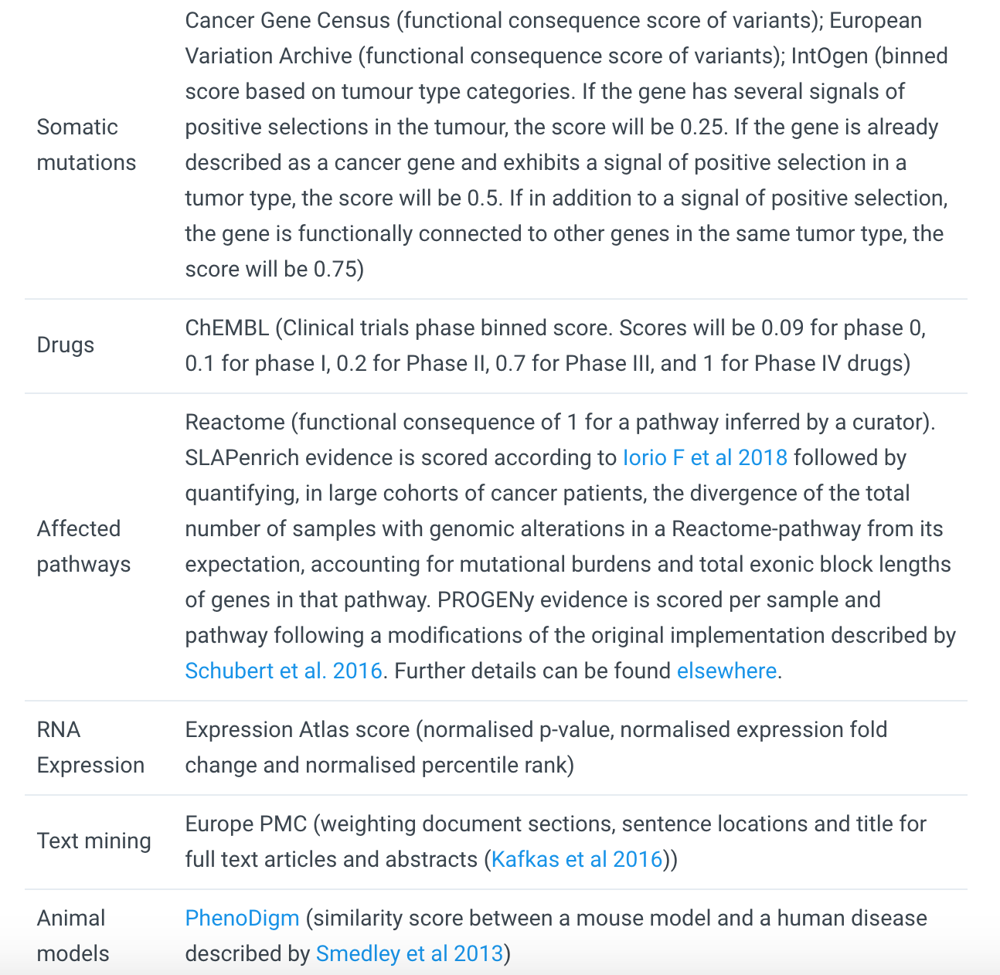 Cancer Gene Census (functional consequence score of variants); European
Variation Archive (functional consequence score of variants); IntOgen (binned
score based on tumour type categories. If the gene has several signals of
Somatic
mutations
positive selections in the tumour, the score will be 0.25. If the gene is already
described as a cancer gene and exhibits a signal of positive selection in a
tumor type, the score will be 0.5. If in addition to a signal of positive selection,
the gene is functionally connected to other genes in the same tumor type, the
score will be 0.75)
Drugs
ChEMBL (Clinical trials phase binned score. Scores will be 0.09 for phase 0,
0.1 for phase I, 0.2 for Phase II, 0.7 for Phase III, and 1 for Phase IV drugs)
Affected
pathways
Reactome (functional consequence of 1 for a pathway inferred by a curator).
SLAPenrich evidence is scored according to Iorio F et al 2018 followed by
quantifying, in large cohorts of cancer patients, the divergence of the total
number of samples with genomic alterations in a Reactome-pathway from its
expectation, accounting for mutational burdens and total exonic block lengths
of genes in that pathway. PROGENy evidence is scored per sample and
pathway following a modifications of the original implementation described by
Schubert et al. 2016. Further details can be found elsewhere.
RNA
Expression
Expression Atlas score (normalised p-value, normalised expression fold
change and normalised percentile rank)
Text mining
Europe PMC (weighting document sections, sentence locations and title for
full text articles and abstracts (Kafkas et al 2016))
Animal
models
PhenoDigm (similarity score between a mouse model and a human disease
described by Smedley et al 2013)